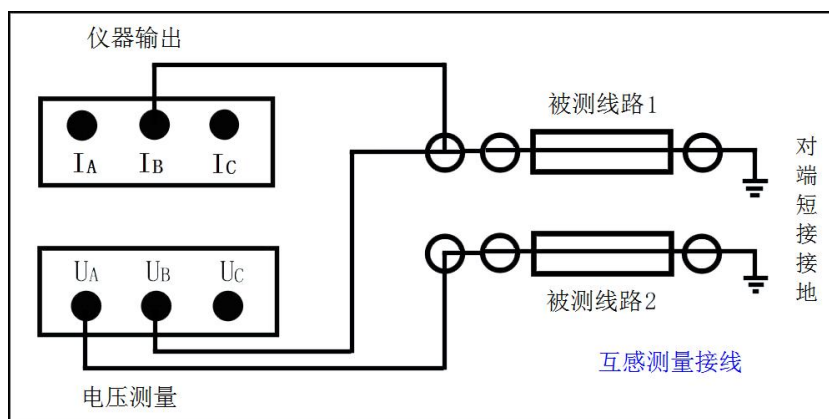 仪器输出
IA IB IC
被测线路1
对端短接接地
UA UB UC
被测线路2
互感测量接线
电压测量